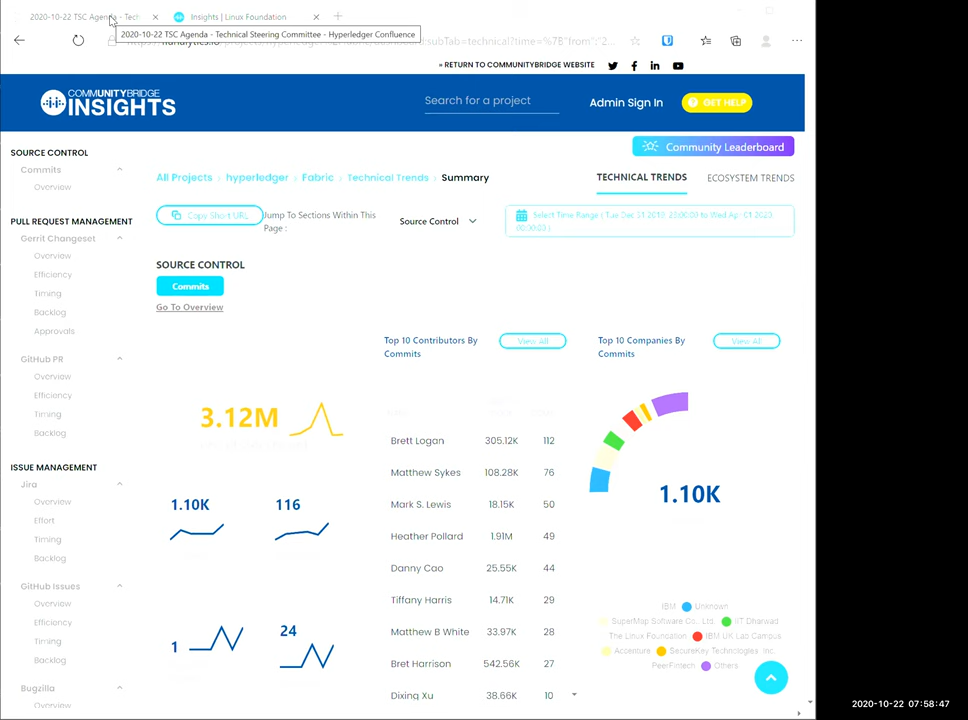 2020-10-22 TSC Agenda - Tech
Insights | Linux Foundation
2020-10-22 TSC Agenda - Technical Steering Committee - Hyperledger Confluence
» RETURN TO COMMUNITYBRIDGE WEBSITE
COMMUNITYBRIDGE
INSIGHTS
Search for a project
Admin Sign In
GET HELP
Community Leaderboard
SOURCE CONTROL
Commits
Overview
PULL REQUEST MANAGEMENT
Gerrit Changeset
Overview
Efficiency
Timing
Backlog
Approvals
GitHub PR
Overview
Efficiency
Timing
Backlog
ISSUE MANAGEMENT
Jira
Overview
Effort
Timing
Backlog
GitHub Issues
Overview
Efficiency
Timing
Backlog
Bugzilla
Overview
All Projects › hyperledger › Fabric › Technical Trends › Summary
TECHNICAL TRENDS
ECOSYSTEM TRENDS
Copy Short URL
Jump To Sections Within This
Page :
Source Control
Select Time Range ( Tue Dec 31 2019, 23:00:00 to Wed Apr 01 2020
00:00:00 )
SOURCE CONTROL
Commits
Go To Overview
3.12M
1.10K
116
1
24
Top 10 Contributors By
Commits
View All
Brett Logan 305.12K 112
Matthew Sykes 108.28K 76
Mark S. Lewis 18.15K 50
Heather Pollard 1.91M 49
Danny Cao 25.55K 44
Tiffany Harris 14.71K 29
Matthew B White 33.97K 28
Bret Harrison 542.56K 27
Dixing Xu 38.66K 10
Top 10 Companies By
Commits
View All
1.10K
IBM Unknown
SuperMap Software Co., Ltd. IIT Dharwad
The Linux Foundation IBM UK Lab Campus
Accenture SecureKey Technologies Inc.
PeerFintech Others
2020-10-22 07:58:47